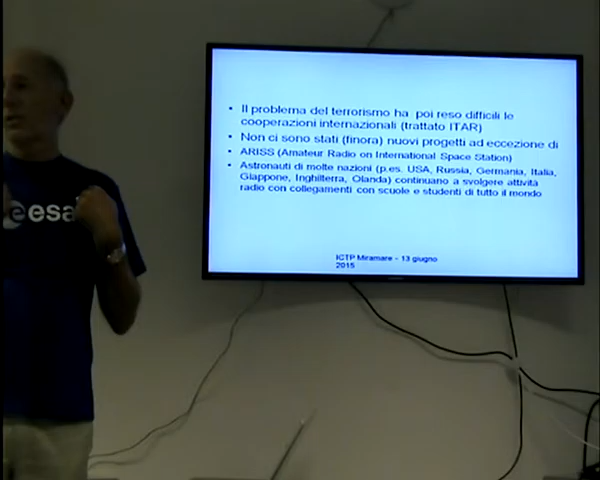 esa
• Il problema del terrorismo ha poi reso difficili le
cooperazioni internazionali (trattato ITAR)
• Non ci sono stati (finora) nuovi progetti ad eccezione di
• ARISS (Amateur Radio on International Space Station)
• Astronauti di molte nazioni (p.es. USA, Russia, Germania, Italia,
Giappone, Inghilterra, Olanda) continuano a svolgere attività
radio con collegamenti con scuole e studenti di tutto il mondo
ICTP Miramare - 13 giugno
2015